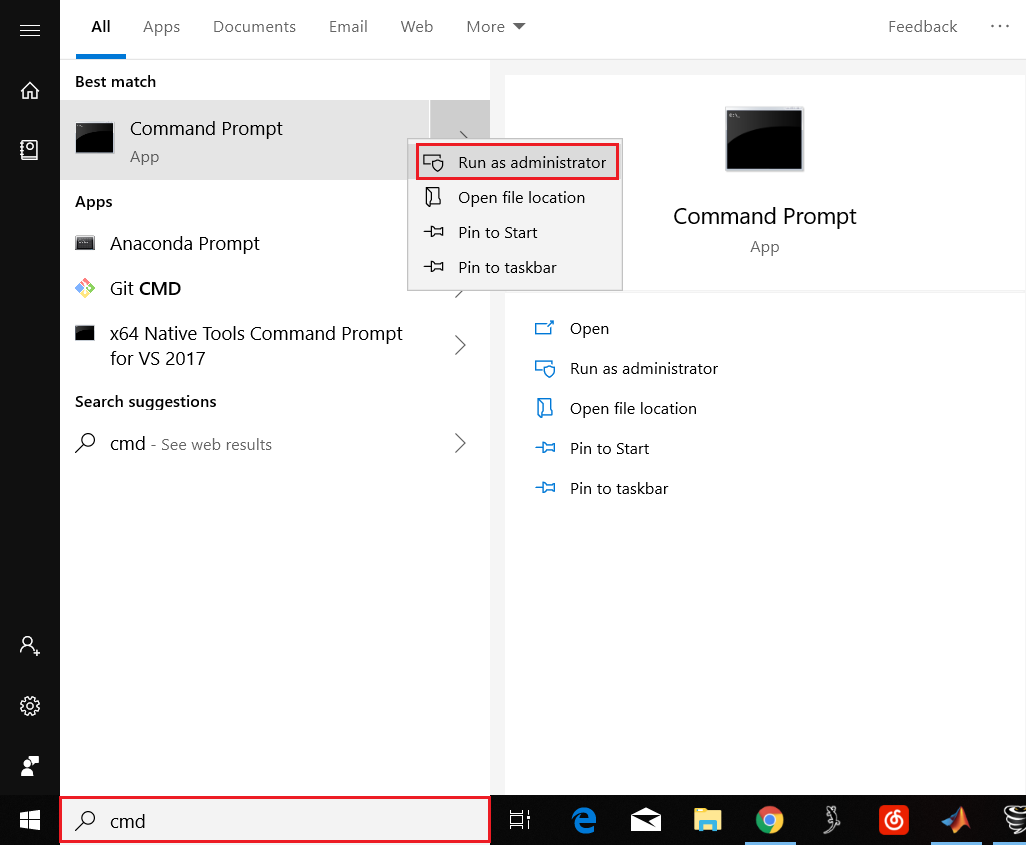 All Apps Documents Email Web More Feedback ...
Best match
Command Prompt
App
Run as administrator
Open file location
Pin to Start
Pin to taskbar
Apps
Anaconda Prompt
Git CMD
x64 Native Tools Command Prompt
for VS 2017
Search suggestions
cmd - See web results
Command Prompt
App
Open
Run as administrator
Open file location
Pin to Start
Pin to taskbar
cmd